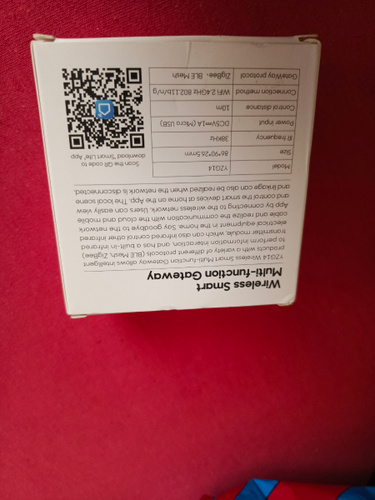 Wireless Smart
Multi-function Gateway
YZG14 Wireless Smart Multi-function Gateway allows intelligent
products with variety of different protocols (BLE Mesh, ZigBee)
to perform information interaction, and has a built-in infrared
transmitter module, which can also infrared control other infrared
electrical equipment in the home; Say goodbye to the network
cable and realize the communication with the cloud and mobile
App by connecting to the wireless network, Users can easily view
and control the smart devices at home on the App. The local scene
and linkage can also be realized when the network is disconnected.
Model YZG14
Size 86*90*24.5mm
IR frequency 38KHz
Power input DC5V⎓1A (Micro USB)
Control distance 10m
Connection method WiFi 2.4GHz 802.11b/n/g
GateWay protocol ZigBee、BLE Mesh
Scan the QR code to
download "Smart Life" App